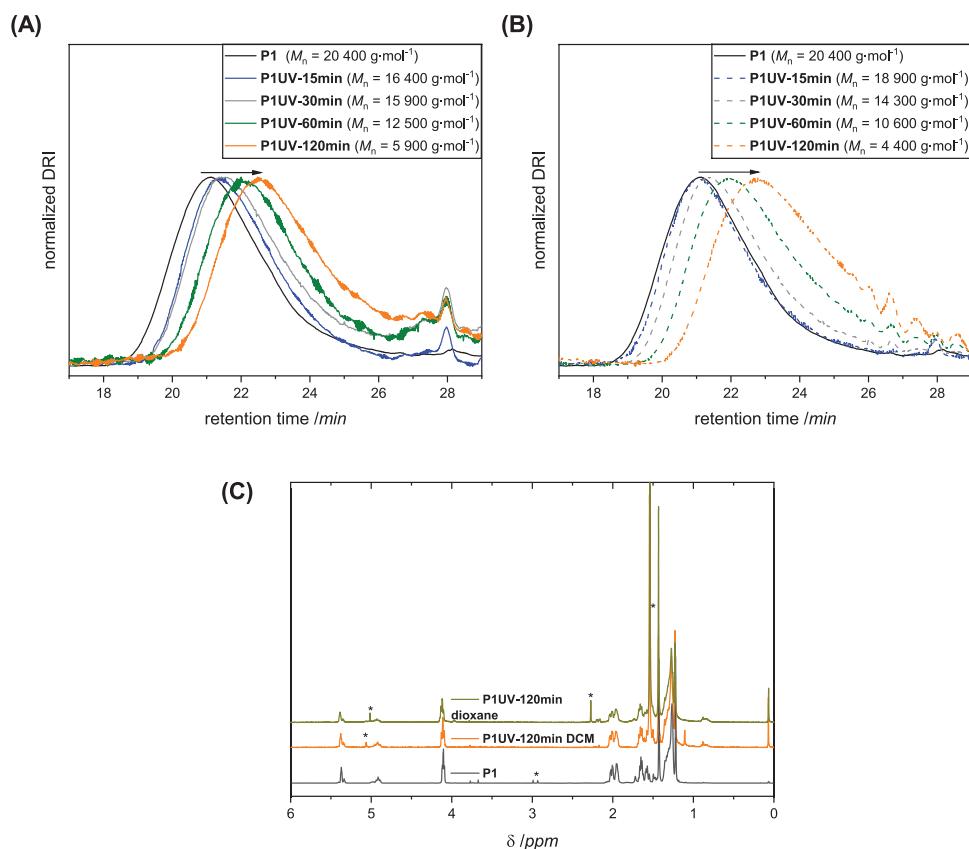 (A)
P1 (Mn = 20 400 g·mol-1)
P1UV-15min (Mn = 16 400 g·mol-1)
P1UV-30min (Mn = 15 900 g·mol-1)
P1UV-60min (Mn = 12 500 g·mol-1)
P1UV-120min (Mn = 5 900 g·mol-1)
normalized DRI
18 20 22 24 26 28
retention time /min
(B)
P1 (Mn = 20 400 g·mol-1)
P1UV-15min (Mn = 18 900 g·mol-1)
P1UV-30min (Mn = 14 300 g·mol-1)
P1UV-60min (Mn = 10 600 g·mol-1)
P1UV-120min (Mn = 4 400 g·mol-1)
normalized DRI
18 20 22 24 26 28
retention time /min
(C)
*
P1UV-120min
dioxane
*
*
P1UV-120min DCM
*
P1
*
6 5 4 3 2 1 0
δ /ppm